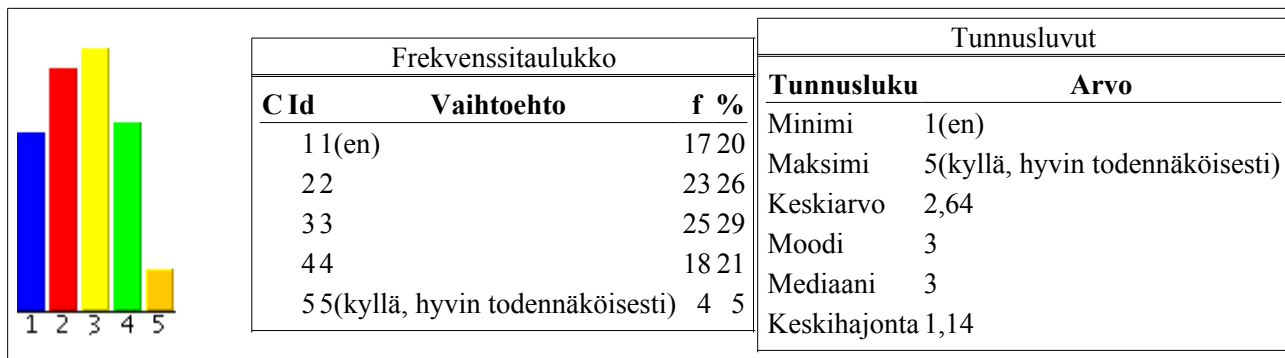 1 2 3 4 5
Frekvenssitaulukko
C Id Vaihtoehto f %
1 1(en) 17 20
2 2 23 26
3 3 25 29
4 4 18 21
5 5(kyllä, hyvin todennäköisesti) 4 5
Tunnusluvut
Tunnusluku Arvo
Minimi 1(en)
Maksimi 5(kyllä, hyvin todennäköisesti)
Keskiarvo 2,64
Moodi 3
Mediaani 3
Keskihajonta 1,14